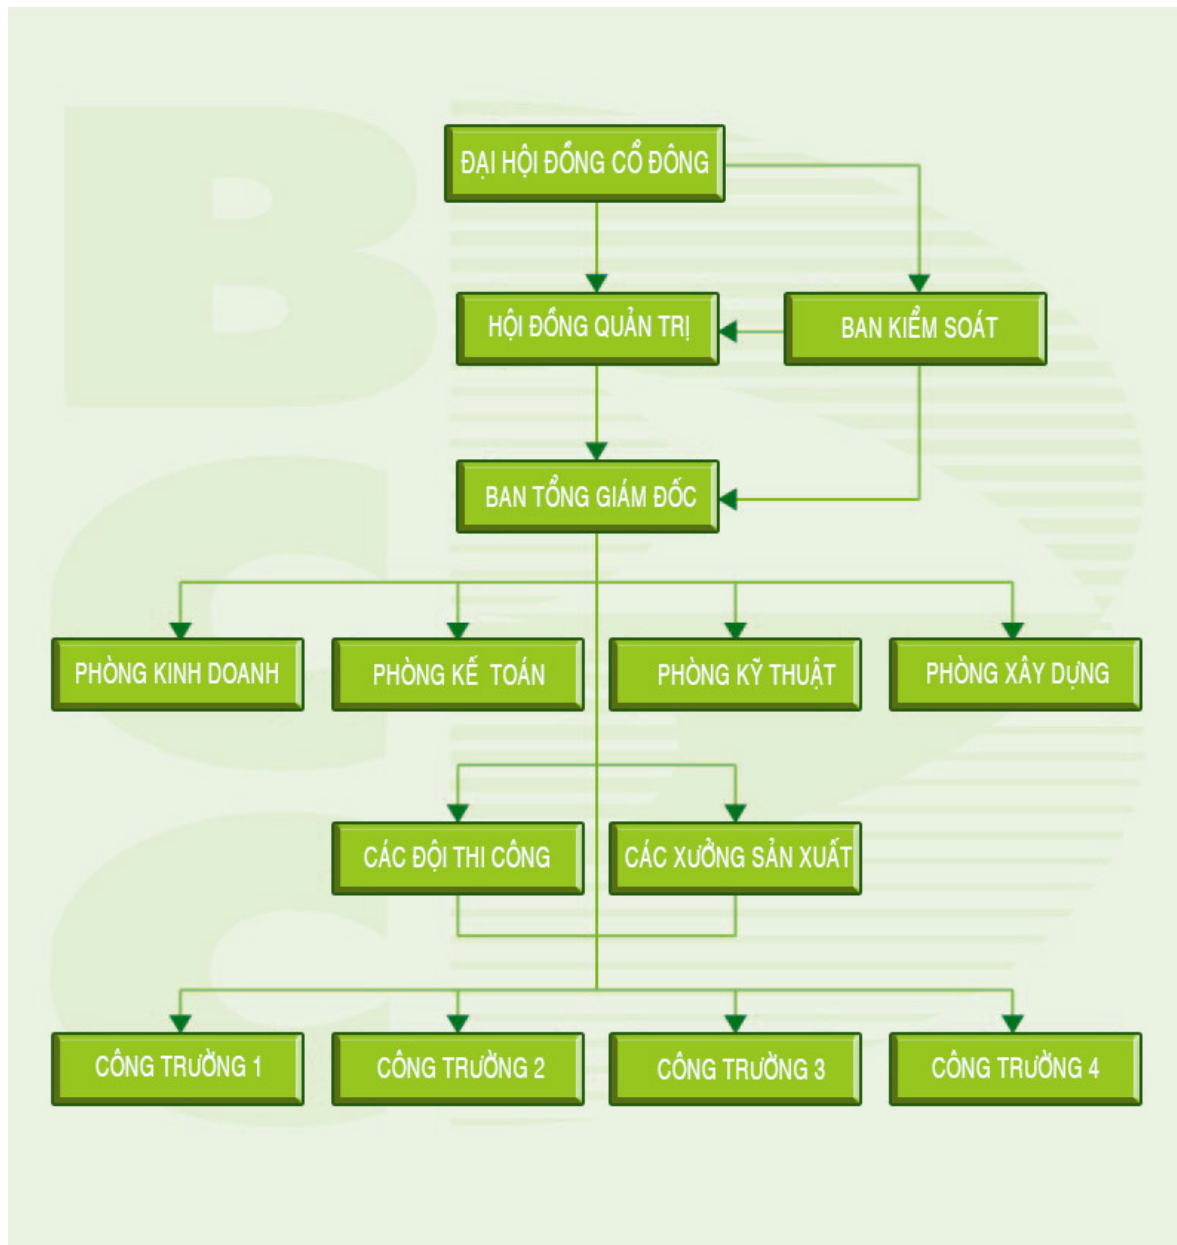 ĐẠI HỘI ĐỒNG CỔ ĐÔNG
HỘI ĐỒNG QUẢN TRỊ
BAN KIỂM SOÁT
BAN TỔNG GIÁM ĐỐC
PHÒNG KINH DOANH
PHÒNG KẾ TOÁN
PHÒNG KỸ THUẬT
PHÒNG XÂY DỰNG
CÁC ĐỘI THI CÔNG
CÁC XƯỞNG SẢN XUẤT
CÔNG TRƯỜNG 1
CÔNG TRƯỜNG 2
CÔNG TRƯỜNG 3
CÔNG TRƯỜNG 4
B
C
C